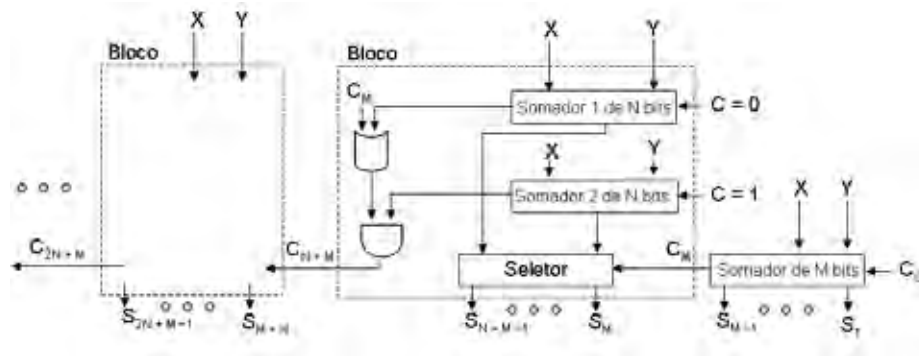 X Y X Y
Bloco Bloco
C_M Somador 1 de N bits C = 0
X Y
Somador 2 de N bits C = 1 X Y
C_{2N+M} C_{N+M} Seletor C_M Somador de M bits
S_{2N+M-1} S_{N-M-1} S_M S_{M-1}